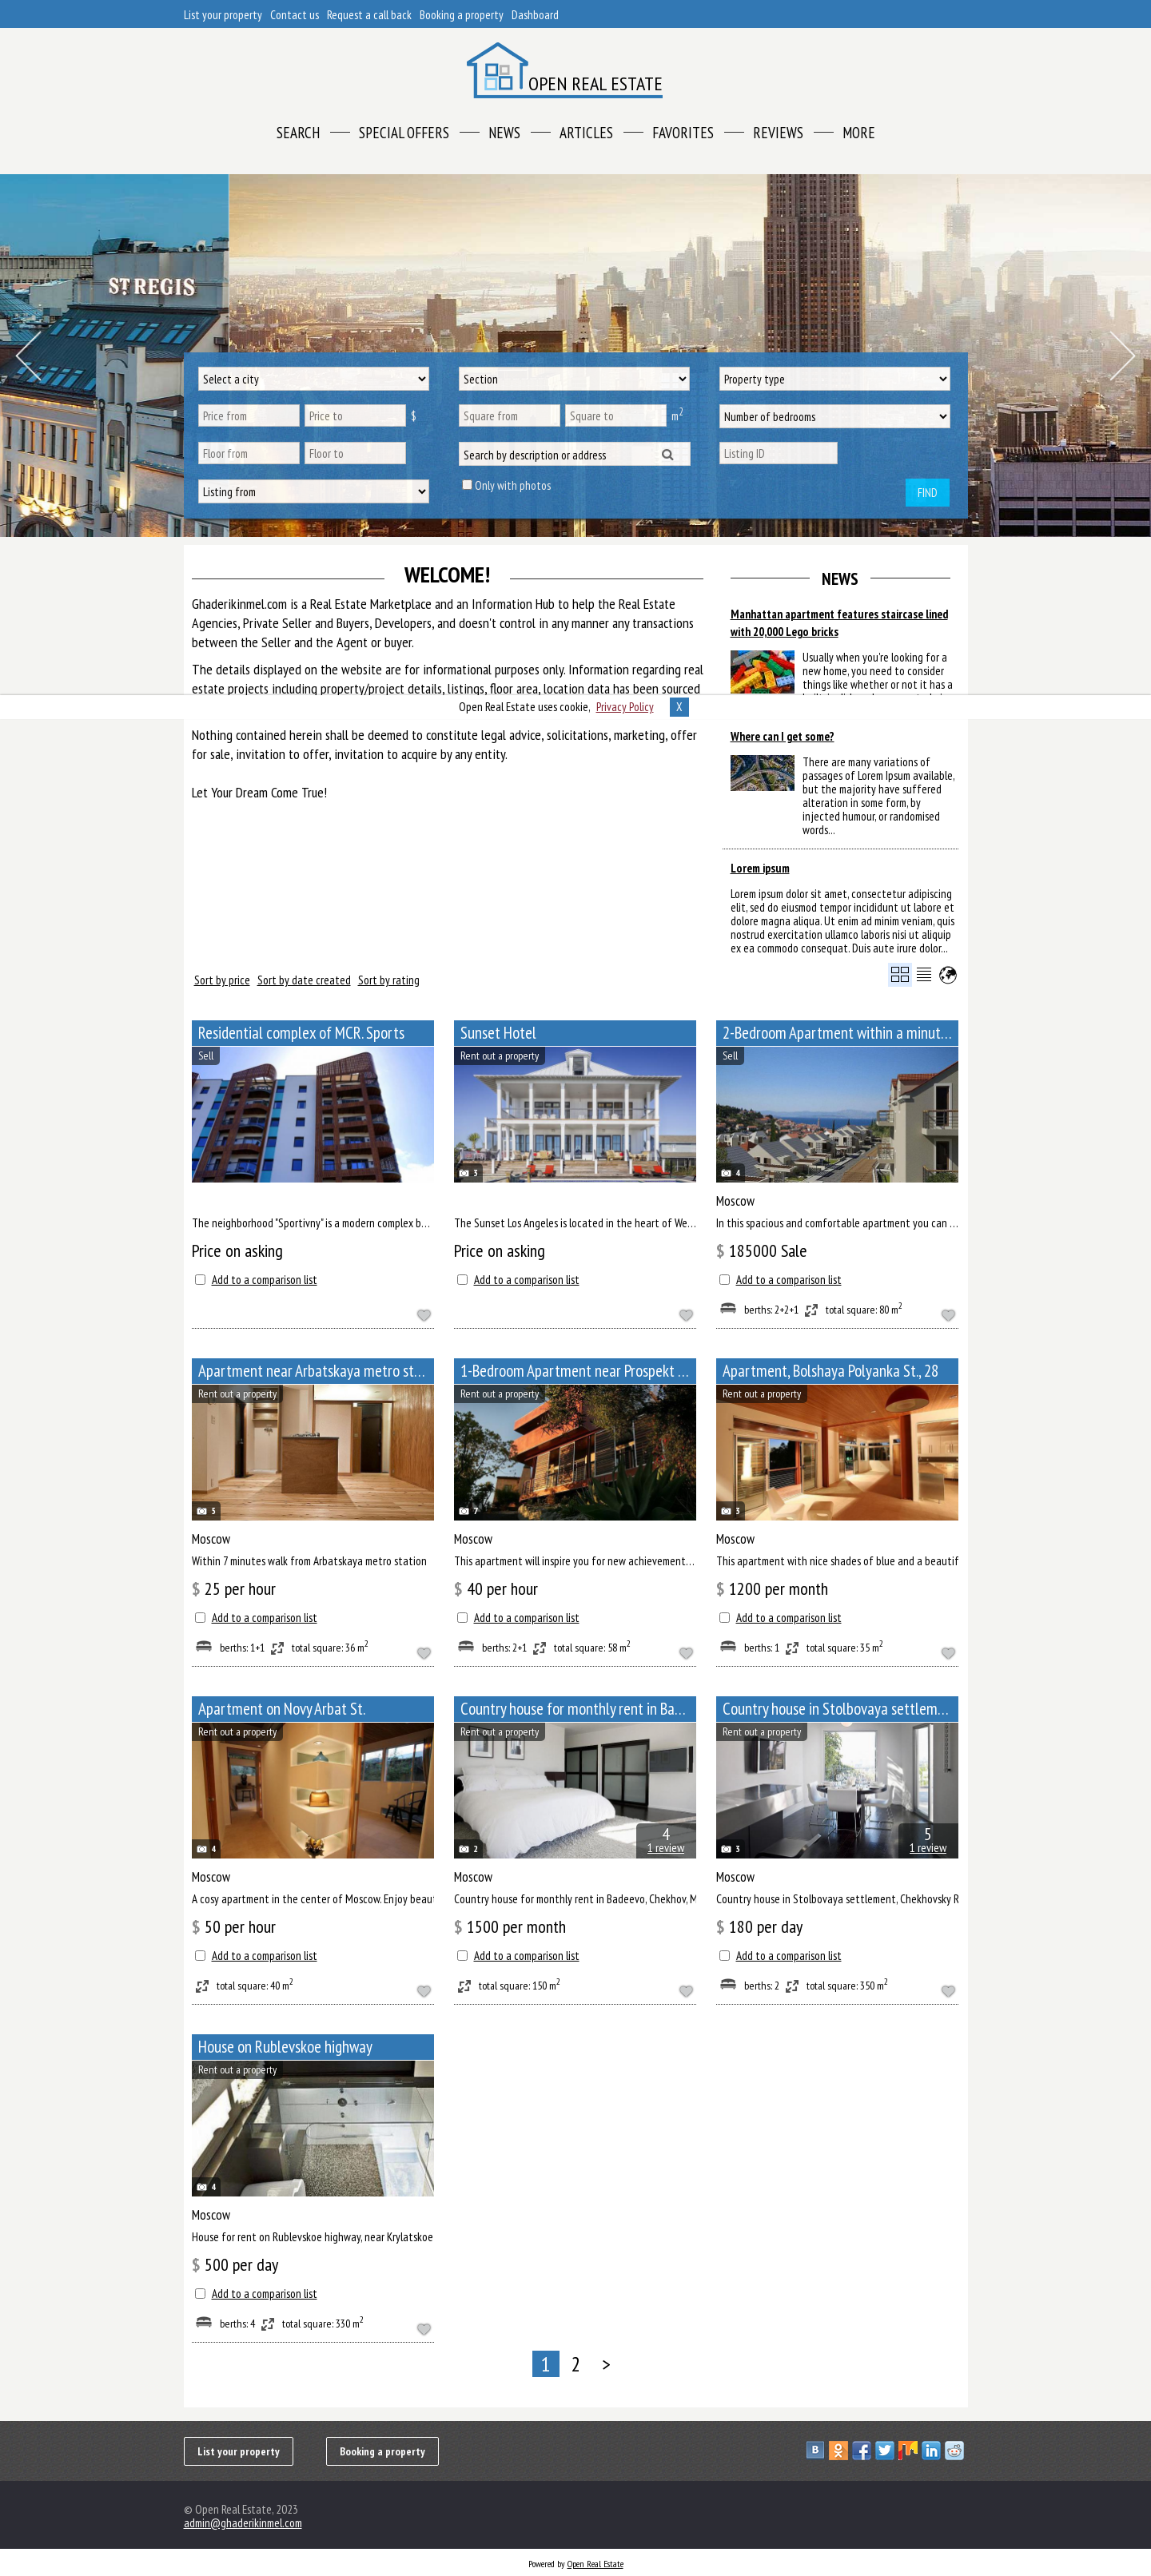 List your property Contact us Request a call back Booking a property Dashboard
OPEN REAL ESTATE
SEARCH SPECIAL OFFERS NEWS ARTICLES FAVORITES REVIEWS MORE
ST REGIS
Select a city Section Property type
Price from Price to $ Square from Square to m2 Number of bedrooms
Floor from Floor to Search by description or address Listing ID
Listing from Only with photos FIND
WELCOME!
Ghaderikinmel.com is a Real Estate Marketplace and an Information Hub to help the Real Estate
Agencies, Private Seller and Buyers, Developers, and doesn't control in any manner any transactions
between the Seller and the Agent or buyer.
The details displayed on the website are for informational purposes only. Information regarding real
estate projects including property/project details, listings, floor area, location data has been sourced
Nothing contained herein shall be deemed to constitute legal advice, solicitations, marketing, offer
for sale, invitation to offer, invitation to acquire by any entity.
Let Your Dream Come True!
NEWS
Manhattan apartment features staircase lined
with 20,000 Lego bricks
Usually when you're looking for a
new home, you need to consider
things like whether or not it has a
Open Real Estate uses cookie, Privacy Policy X
Where can I get some?
There are many variations of
passages of Lorem Ipsum available,
but the majority have suffered
alteration in some form, by
injected humour, or randomised
words...
Lorem ipsum
Lorem ipsum dolor sit amet, consectetur adipiscing
elit, sed do eiusmod tempor incididunt ut labore et
dolore magna aliqua. Ut enim ad minim veniam, quis
nostrud exercitation ullamco laboris nisi ut aliquip
ex ea commodo consequat. Duis aute irure dolor...
Sort by price Sort by date created Sort by rating
Residential complex of MCR. Sports
Sell
The neighborhood "Sportivny" is a modern complex b...
Price on asking
Add to a comparison list
Sunset Hotel
Rent out a property
3
The Sunset Los Angeles is located in the heart of We...
Price on asking
Add to a comparison list
2-Bedroom Apartment within a minut...
Sell
4
Moscow
In this spacious and comfortable apartment you can ...
$ 185000 Sale
Add to a comparison list
berths: 2+2+1 total square: 80 m2
Apartment near Arbatskaya metro st...
Rent out a property
5
Moscow
Within 7 minutes walk from Arbatskaya metro station
$ 25 per hour
Add to a comparison list
berths: 1+1 total square: 36 m2
1-Bedroom Apartment near Prospekt ...
Rent out a property
7
Moscow
This apartment will inspire you for new achievement...
$ 40 per hour
Add to a comparison list
berths: 2+1 total square: 58 m2
Apartment, Bolshaya Polyanka St., 28
Rent out a property
3
Moscow
This apartment with nice shades of blue and a beautif
$ 1200 per month
Add to a comparison list
berths: 1 total square: 35 m2
Apartment on Novy Arbat St.
Rent out a property
4
Moscow
A cosy apartment in the center of Moscow. Enjoy beaut
$ 50 per hour
Add to a comparison list
total square: 40 m2
Country house for monthly rent in Ba...
Rent out a property
2
4
1 review
Moscow
Country house for monthly rent in Badeevo, Chekhov, M
$ 1500 per month
Add to a comparison list
total square: 150 m2
Country house in Stolbovaya settlem...
Rent out a property
3
5
1 review
Moscow
Country house in Stolbovaya settlement, Chekhovsky R
$ 180 per day
Add to a comparison list
berths: 2 total square: 350 m2
House on Rublevskoe highway
Rent out a property
4
Moscow
House for rent on Rublevskoe highway, near Krylatskoe
$ 500 per day
Add to a comparison list
berths: 4 total square: 330 m2
1 2 >
List your property Booking a property
© Open Real Estate, 2023
admin@ghaderikinmel.com
Powered by Open Real Estate